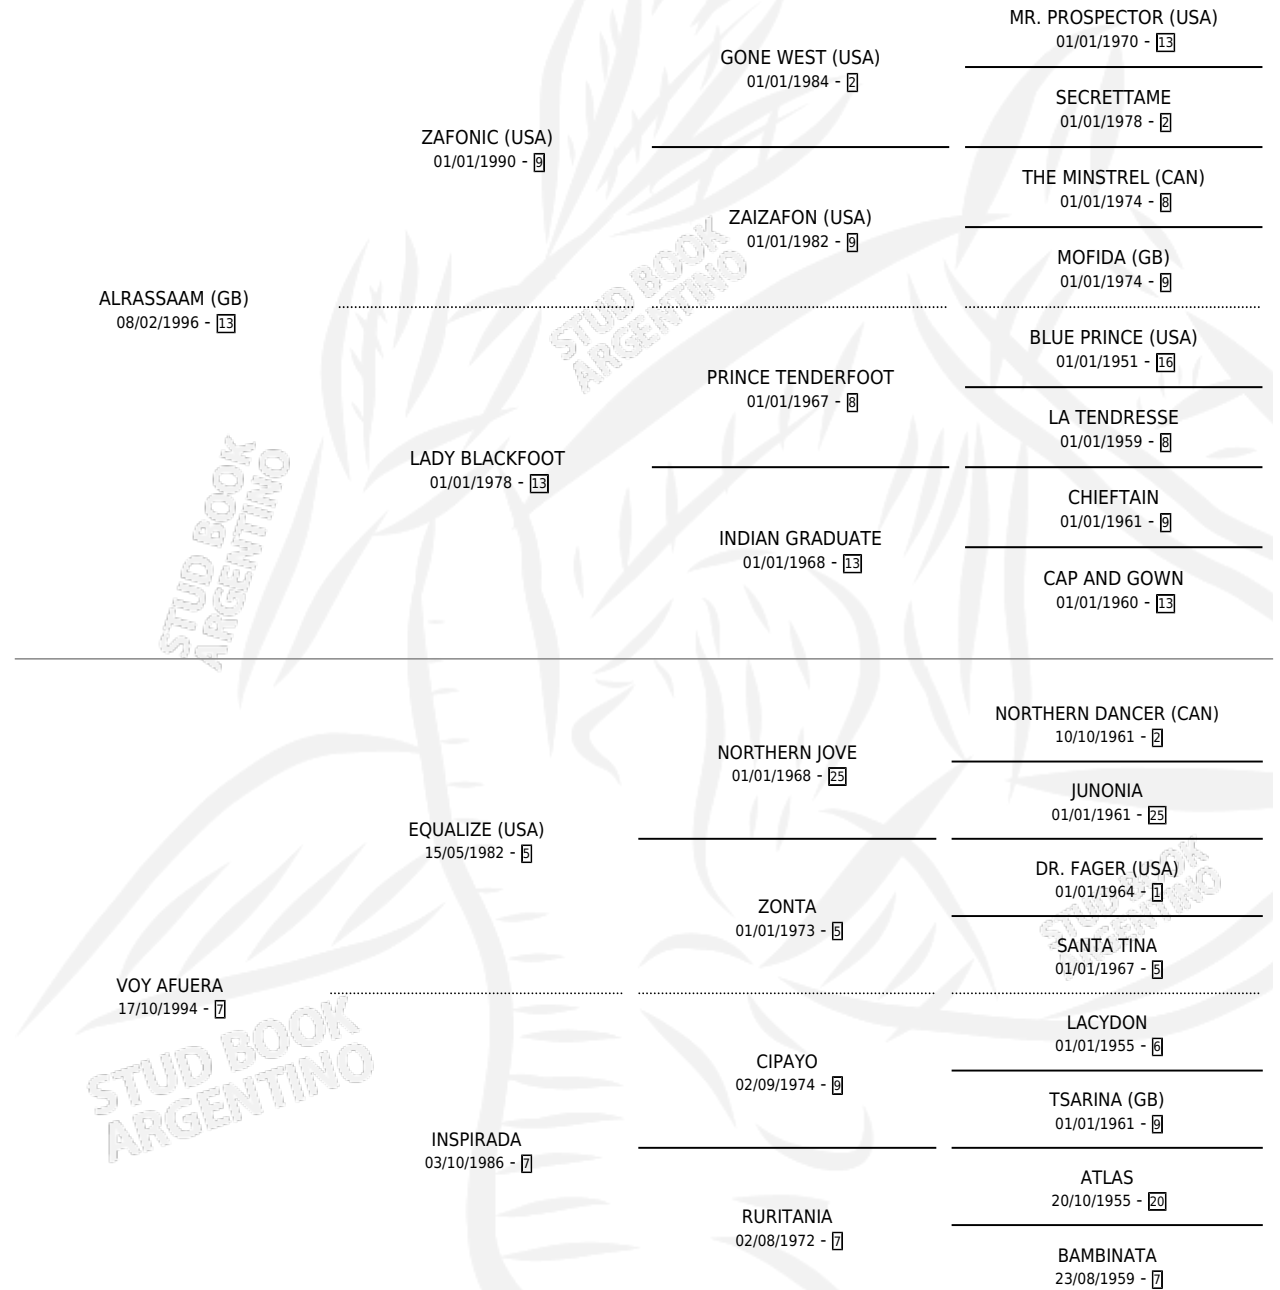 MR. PROSPECTOR (USA)
01/01/1970 - 13
GONE WEST (USA)
01/01/1984 - 2
SECRETTAME
01/01/1978 - 2
ZAFONIC (USA)
01/01/1990 - 9
THE MINSTREL (CAN)
01/01/1974 - 8
ZAIZAFON (USA)
01/01/1982 - 9
MOFIDA (GB)
01/01/1974 - 9
ALRASSAAM (GB)
08/02/1996 - 13
BLUE PRINCE (USA)
01/01/1951 - 16
PRINCE TENDERFOOT
01/01/1967 - 8
LA TENDRESSE
01/01/1959 - 8
LADY BLACKFOOT
01/01/1978 - 13
CHIEFTAIN
01/01/1961 - 9
INDIAN GRADUATE
01/01/1968 - 13
CAP AND GOWN
01/01/1960 - 13
NORTHERN DANCER (CAN)
10/10/1961 - 2
NORTHERN JOVE
01/01/1968 - 25
JUNONIA
01/01/1961 - 25
EQUALIZE (USA)
15/05/1982 - 5
DR. FAGER (USA)
01/01/1964 - 1
ZONTA
01/01/1973 - 5
SANTA TINA
01/01/1967 - 5
VOY AFUERA
17/10/1994 - 7
LACYDON
01/01/1955 - 6
CIPAYO
02/09/1974 - 9
TSARINA (GB)
01/01/1961 - 9
INSPIRADA
03/10/1986 - 7
ATLAS
20/10/1955 - 20
RURITANIA
02/08/1972 - 7
BAMBINATA
23/08/1959 - 7
STUD BOOK
ARGENTINO
STUD BOOK
ARGENTINO
STUD BOOK
ARGENTINO
STUD BOOK
ARGENTINO